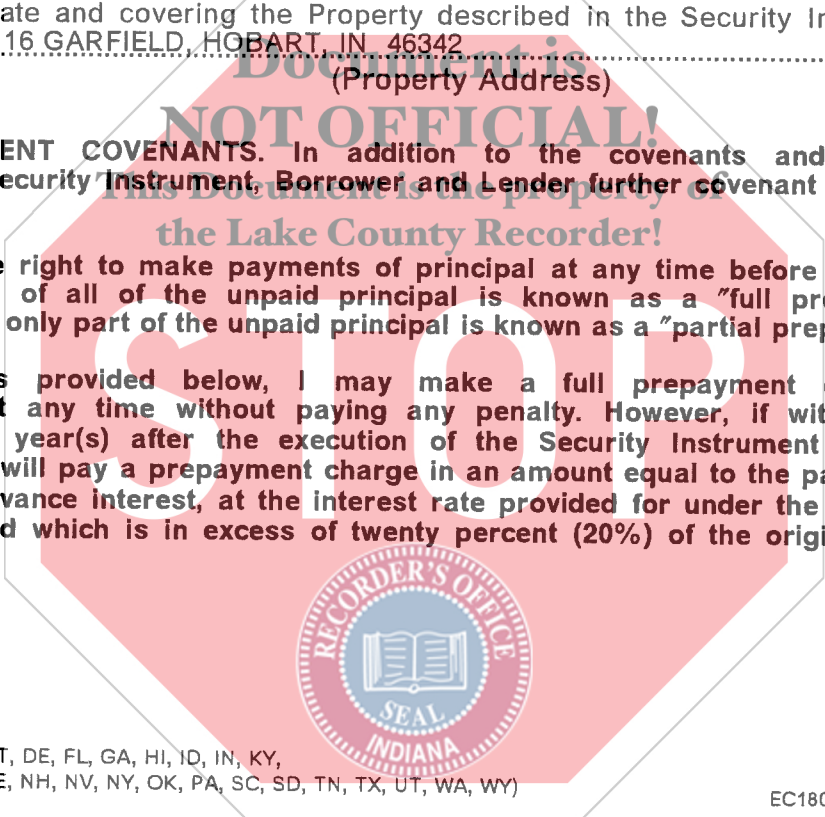 ate and covering the Property described in the Security In
16 GARFIELD, HOBART, IN 46342
Document is
(Property Address)
NOT OFFICIAL!
ENT COVENANTS. In addition to the covenants and
ecurity Instrument, Borrower and Lender further covenant
This Document is the property of
the Lake County Recorder!
e right to make payments of principal at any time before
of all of the unpaid principal is known as a "full pre
only part of the unpaid principal is known as a "partial prep
STOP
s provided below, I may make a full prepayment
t any time without paying any penalty. However, if wit
year(s) after the execution of the Security Instrument
will pay a prepayment charge in an amount equal to the pa
vance interest, at the interest rate provided for under the
d which is in excess of twenty percent (20%) of the origi
RECORDER'S OFFICE
SEAL
INDIANA
T, DE, FL, GA, HI, ID, IN, KY,
E, NH, NV, NY, OK, PA, SC, SD, TN, TX, UT, WA, WY)
EC180